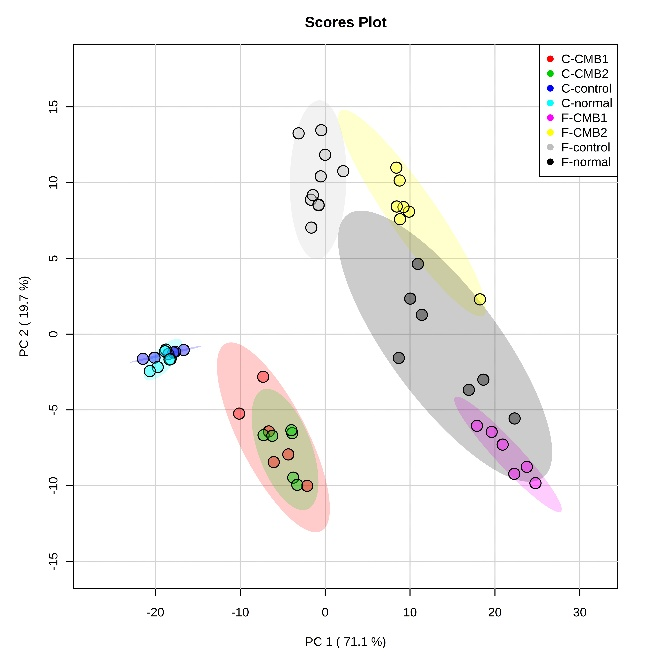 Scores Plot
C-CMB1
C-CMB2
C-control
C-normal
F-CMB1
F-CMB2
F-control
F-normal
15
10
5
0
-5
-10
-15
PC 2 ( 19.7 %)
-20 -10 0 10 20 30
PC 1 ( 71.1 %)